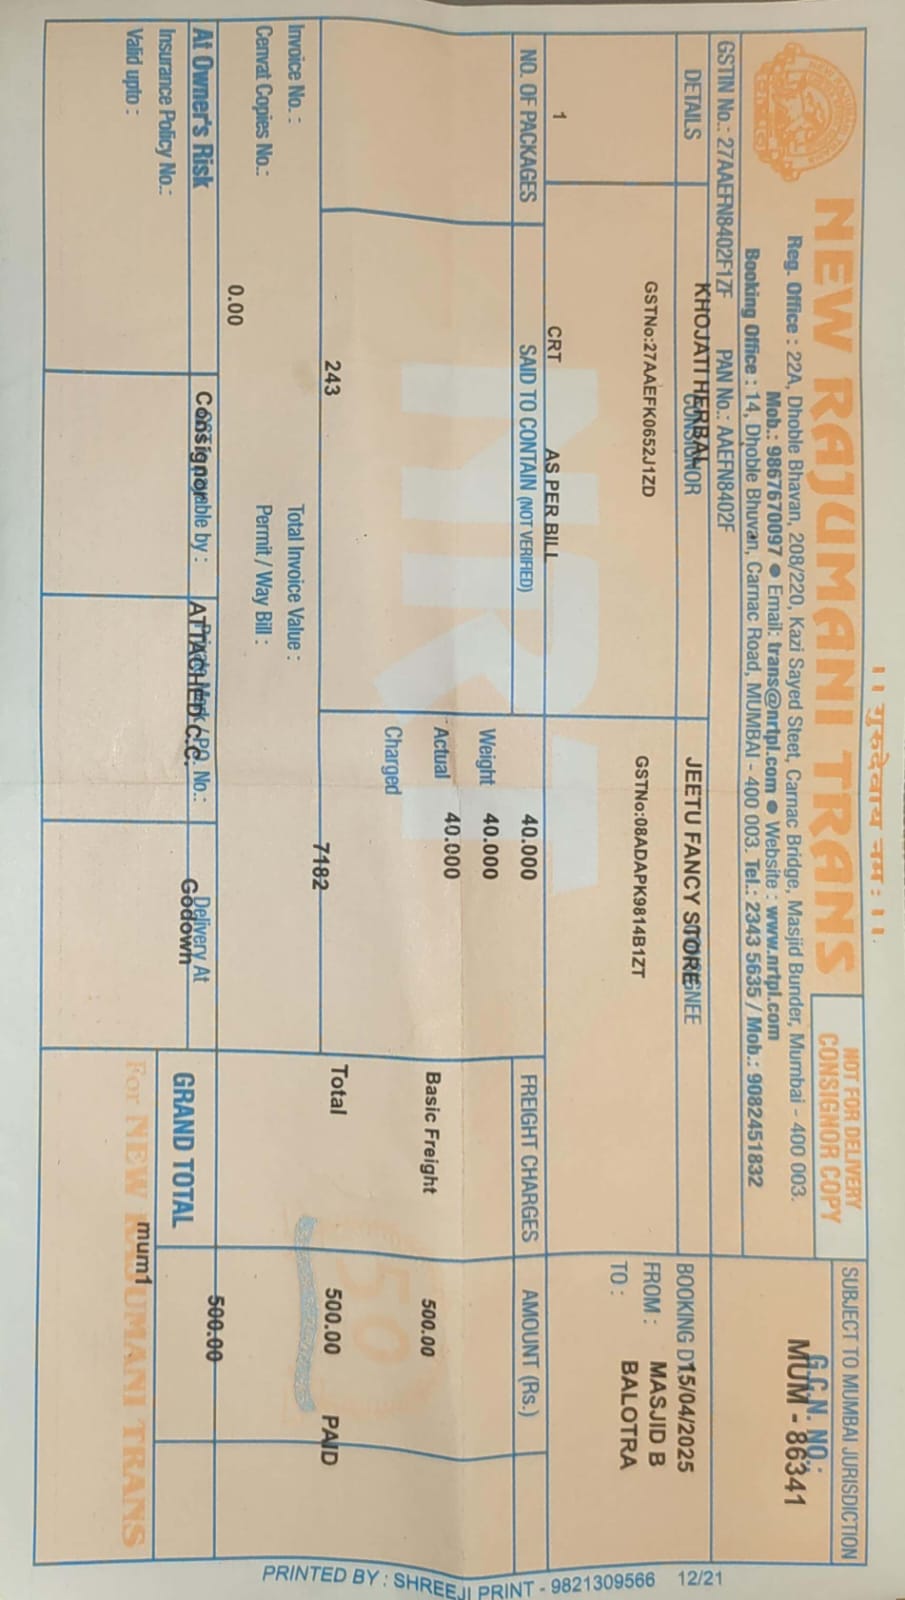 ।। गुरुदेवाय नमः ।।
NEW RAJUMANI TRANS
NOT FOR DELIVERY
CONSIGNOR COPY
SUBJECT TO MUMBAI JURISDICTION
Reg. Office : 22A, Dhoble Bhavan, 208/220, Kazi Sayed Steet, Carnac Bridge, Masjid Bunder, Mumbai - 400 003.
Mob.: 9867670097 ● Email: trans@nrtpl.com ● Website : www.nrtpl.com
Booking Office : 14, Dhoble Bhuvan, Carnac Road, MUMBAI - 400 003. Tel.: 2343 5635 / Mob.: 9082451832
G.C.N. NO.:
MUM - 86341
GSTIN No.: 27AAEFN8402F1ZF PAN No.: AAEFN8402F
DETAILS
CONSIGNOR
KHOJATI HERBAL
GSTNo:27AAEFK0652J1ZD
CONSIGNEE
JEETU FANCY STORE
GSTNo:08ADAPK9814B1ZT
BOOKING DT 15/04/2025
FROM : MASJID B
TO : BALOTRA
1 CRT AS PER BILL
NO. OF PACKAGES SAID TO CONTAIN (NOT VERIFIED) 40.000 FREIGHT CHARGES AMOUNT (Rs.)
Weight 40.000
Actual 40.000 Basic Freight 500.00
Charged
NRT
243 7182 Total 500.00 PAID
Invoice No. : Total Invoice Value :
Cenvat Copies No.: Permit / Way Bill :
0.00 500.00
At Owner's Risk
Consignor
payable by :
ATTACHED C.C.
Private Mark / P.O. No.:
Delivery At
Godown
GRAND TOTAL
Insurance Policy No.:
Valid upto :
mum1
For NEW RAJUMANI TRANS
PRINTED BY : SHREEJI PRINT - 9821309566 12/21